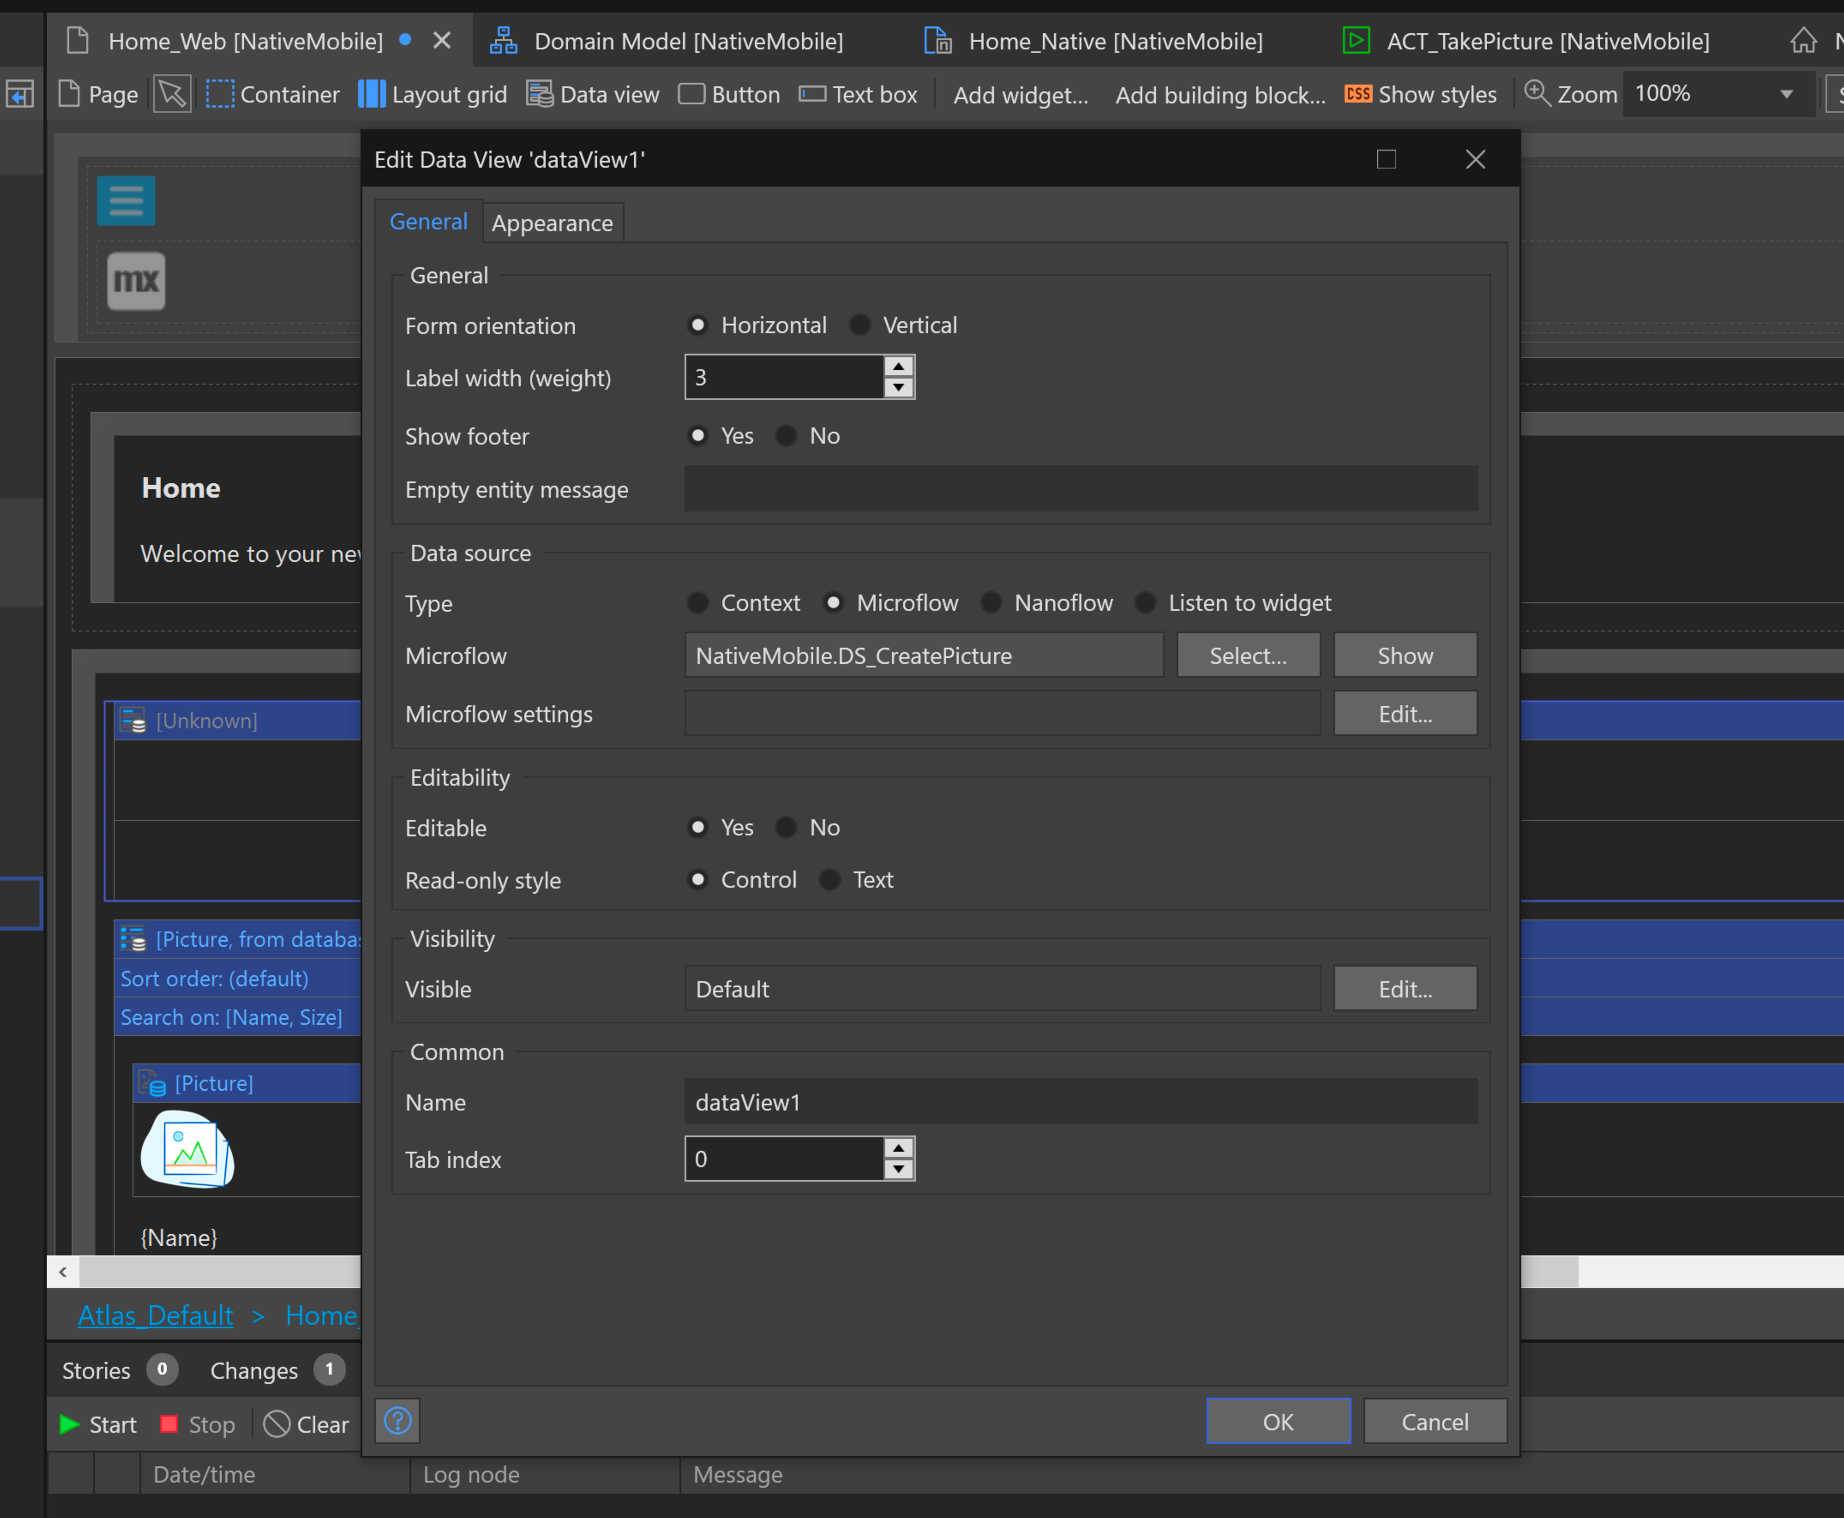 Home_Web [NativeMobile] Domain Model [NativeMobile] Home_Native [NativeMobile] ACT_TakePicture [NativeMobile]
Page Container Layout grid Data view Button Text box Add widget... Add building block... CSS Show styles Zoom 100%
Edit Data View 'dataView1'
General Appearance
mx
General
Form orientation Horizontal Vertical
Label width (weight) 3
Show footer Yes No
Home
Empty entity message
Welcome to your new
Data source
Type Context Microflow Nanoflow Listen to widget
Microflow NativeMobile.DS_CreatePicture Select... Show
Microflow settings Edit...
[Unknown]
Editability
Editable Yes No
Read-only style Control Text
[Picture, from databas
Visibility
Sort order: (default)
Visible Default Edit...
Search on: [Name, Size]
Common
[Picture]
Name dataView1
Tab index 0
{Name}
<
Atlas_Default > Home_
Stories 0 Changes 1
Start Stop Clear
? OK Cancel
Date/time Log node Message